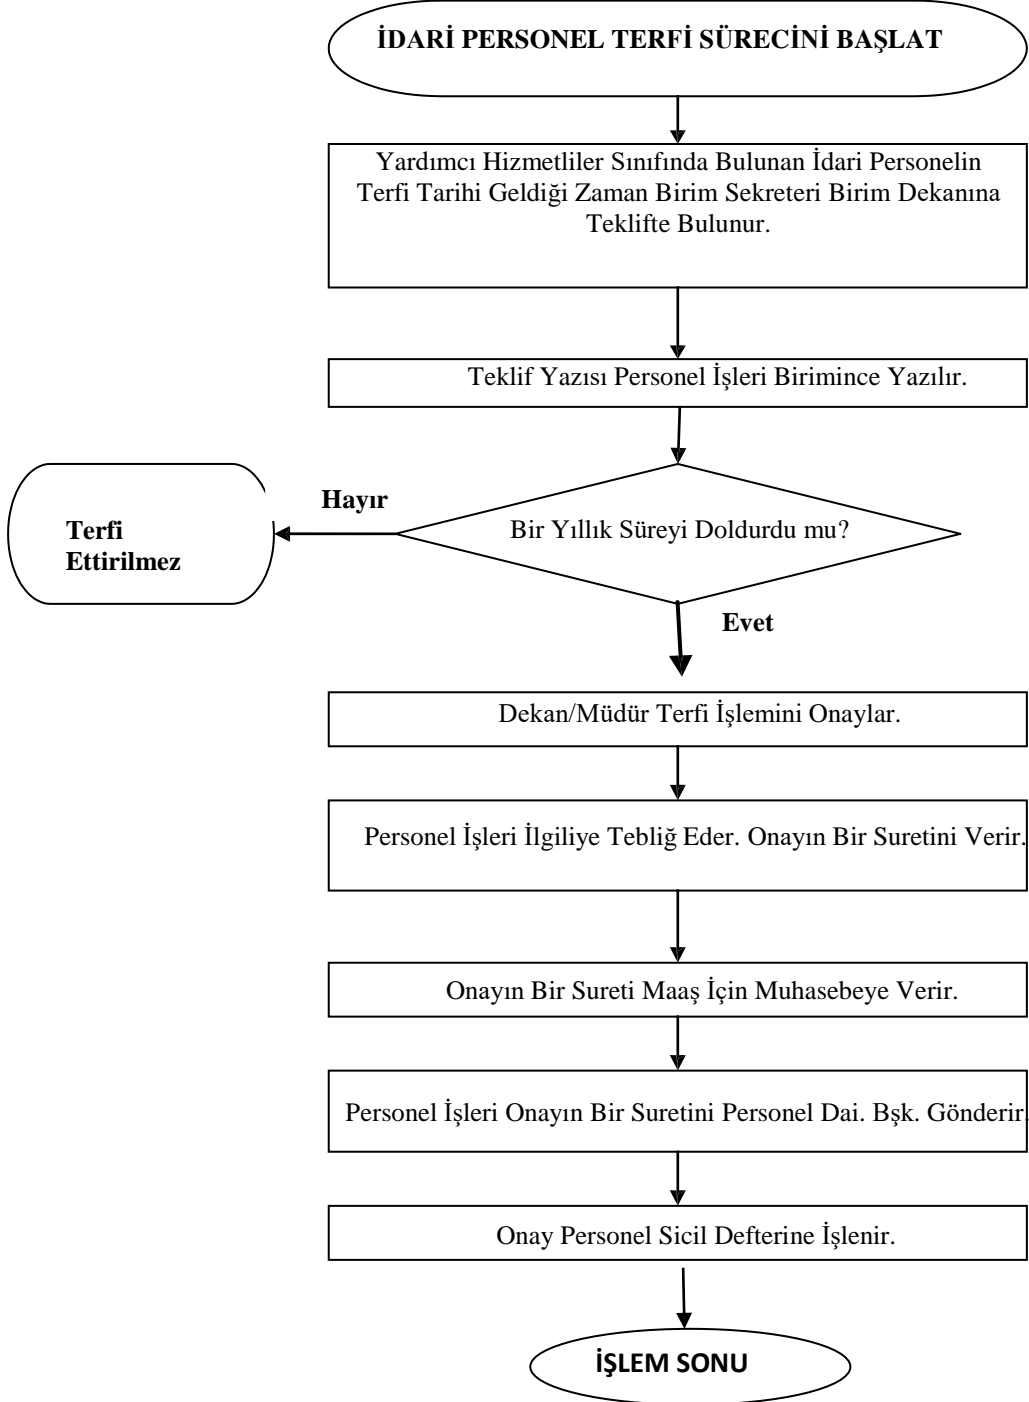 İDARİ PERSONEL TERFİ SÜRECİNİ BAŞLAT
Yardımcı Hizmetliler Sınıfında Bulunan İdari Personelin
Terfi Tarihi Geldiği Zaman Birim Sekreteri Birim Dekanına
Teklifte Bulunur.
Teklif Yazısı Personel İşleri Birimince Yazılır.
Hayır
Bir Yıllık Süreyi Doldurdu mu?
Terfi
Ettirilmez
Evet
Dekan/Müdür Terfi İşlemini Onaylar.
Personel İşleri İlgiliye Tebliğ Eder. Onayın Bir Suretini Verir.
Onayın Bir Sureti Maaş İçin Muhasebeye Verir.
Personel İşleri Onayın Bir Suretini Personel Dai. Bşk. Gönderir.
Onay Personel Sicil Defterine İşlenir.
İŞLEM SONU